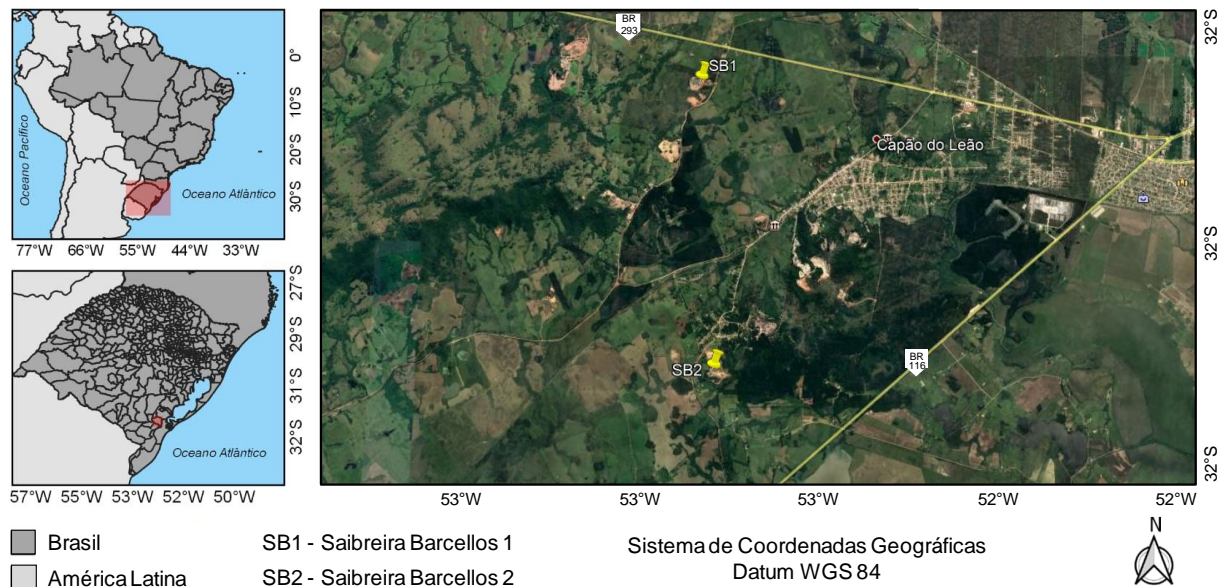 0°
10°S
20°S
30°S
Oceano Pacífico
Oceano Atlàntico
77°W 66°W 55°W 44°W 33°W
27°S
29°S
31°S
32°S
Oceano Atlàntico
57°W 55°W 53°W 52°W 50°W
BR
293
SB1
Capão do Leão
SB2
BR
116
32°S
32°S
32°S
53°W 53°W 53°W 52°W 52°W
Brasil
América Latina
SB1 - Saibreira Barcellos 1
SB2 - Saibreira Barcellos 2
Sistema de Coordenadas Geográficas
Datum WGS 84
N